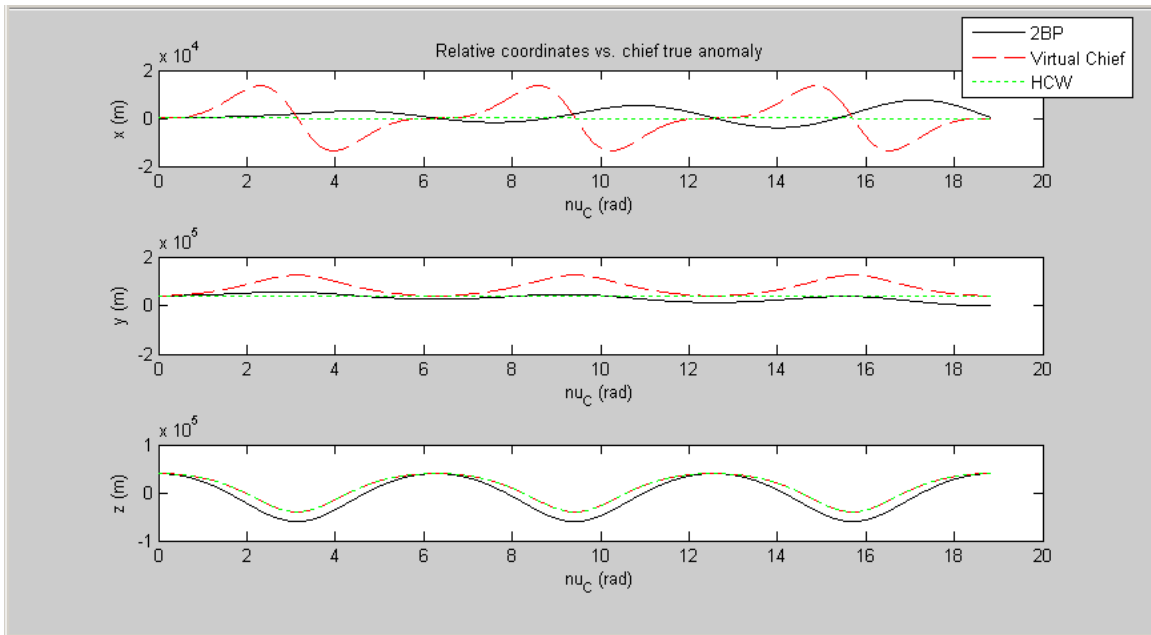 Relative coordinates vs. chief true anomaly
2BP
Virtual Chief
HCW
x 10^4
2
0
-2
x (m)
0 2 4 6 8 10 12 14 16 18 20
nu_C (rad)
x 10^5
2
0
-2
y (m)
0 2 4 6 8 10 12 14 16 18 20
nu_C (rad)
x 10^5
1
0
-1
z (m)
0 2 4 6 8 10 12 14 16 18 20
nu_C (rad)